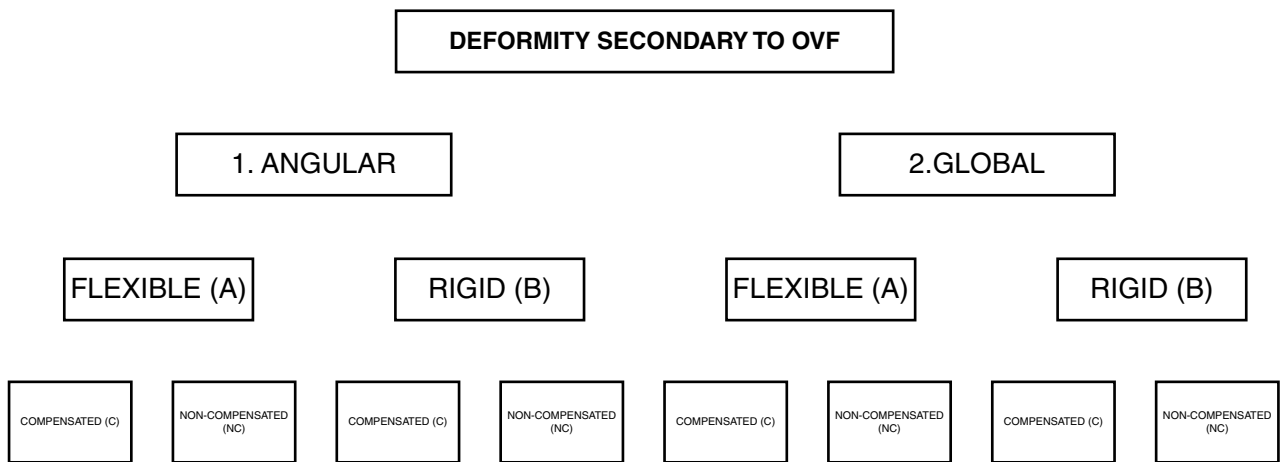 DEFORMITY SECONDARY TO OVF
1. ANGULAR
2.GLOBAL
FLEXIBLE (A)
RIGID (B)
FLEXIBLE (A)
RIGID (B)
COMPENSATED (C)
NON-COMPENSATED
(NC)
COMPENSATED (C)
NON-COMPENSATED
(NC)
COMPENSATED (C)
NON-COMPENSATED
(NC)
COMPENSATED (C)
NON-COMPENSATED
(NC)